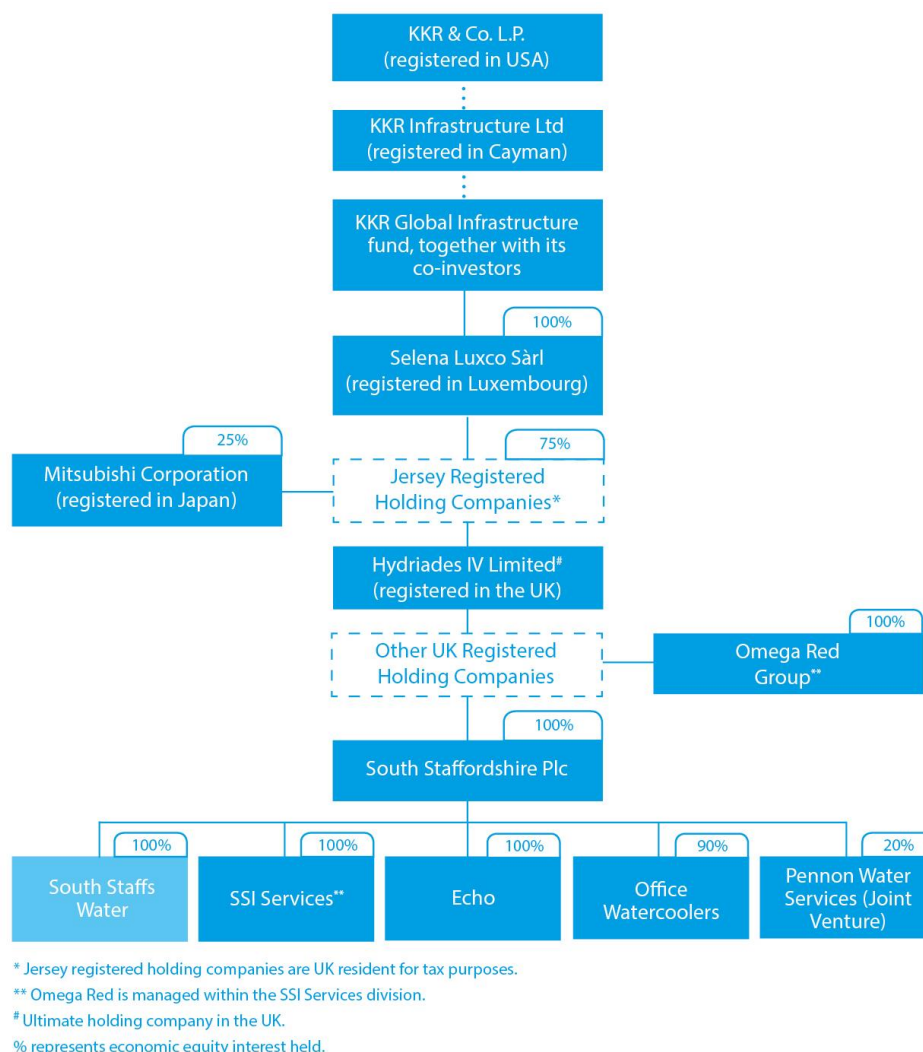 KKR & Co. L.P.
(registered in USA)
KKR Infrastructure Ltd
(registered in Cayman)
KKR Global Infrastructure
fund, together with its
co-investors
100%
Selena Luxco Sàrl
(registered in Luxembourg)
25%
Mitsubishi Corporation
(registered in Japan)
75%
Jersey Registered
Holding Companies*
Hydriades IV Limited#
(registered in the UK)
Other UK Registered
Holding Companies
100%
Omega Red
Group**
100%
South Staffordshire Plc
100%
South Staffs
Water
100%
SSI Services**
100%
Echo
90%
Office
Watercoolers
20%
Pennon Water
Services (Joint
Venture)
* Jersey registered holding companies are UK resident for tax purposes.
** Omega Red is managed within the SSI Services division.
# Ultimate holding company in the UK.
% represents economic equity interest held.